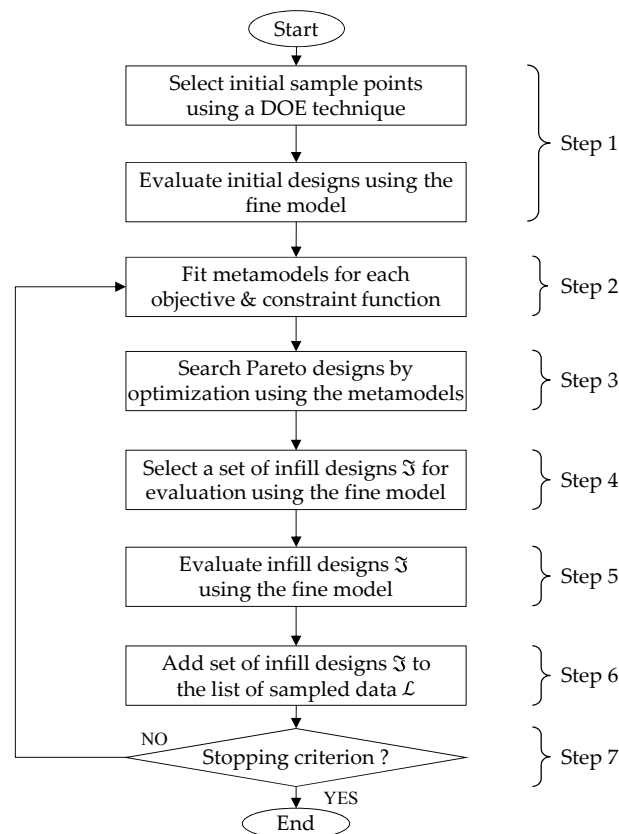 Start
Select initial sample points
using a DOE technique
Evaluate initial designs using the
fine model
Step 1
Fit metamodels for each
objective & constraint function
Step 2
Search Pareto designs by
optimization using the metamodels
Step 3
Select a set of infill designs ℑ for
evaluation using the fine model
Step 4
Evaluate infill designs ℑ
using the fine model
Step 5
Add set of infill designs ℑ to
the list of sampled data ℒ
Step 6
NO
Stopping criterion ?
Step 7
YES
End